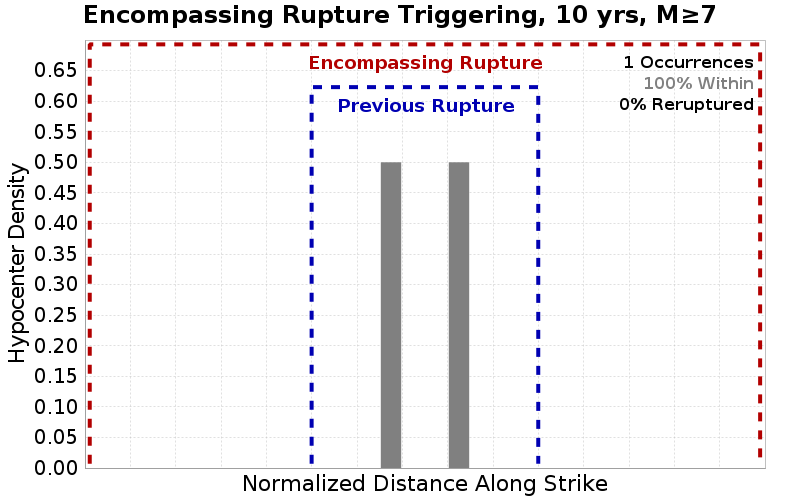 Encompassing Rupture Triggering, 10 yrs, M≥7
Encompassing Rupture
1 Occurrences
100% Within
0% Reruptured
Previous Rupture
Hypocenter Density
0.65
0.60
0.55
0.50
0.45
0.40
0.35
0.30
0.25
0.20
0.15
0.10
0.05
0.00
Normalized Distance Along Strike